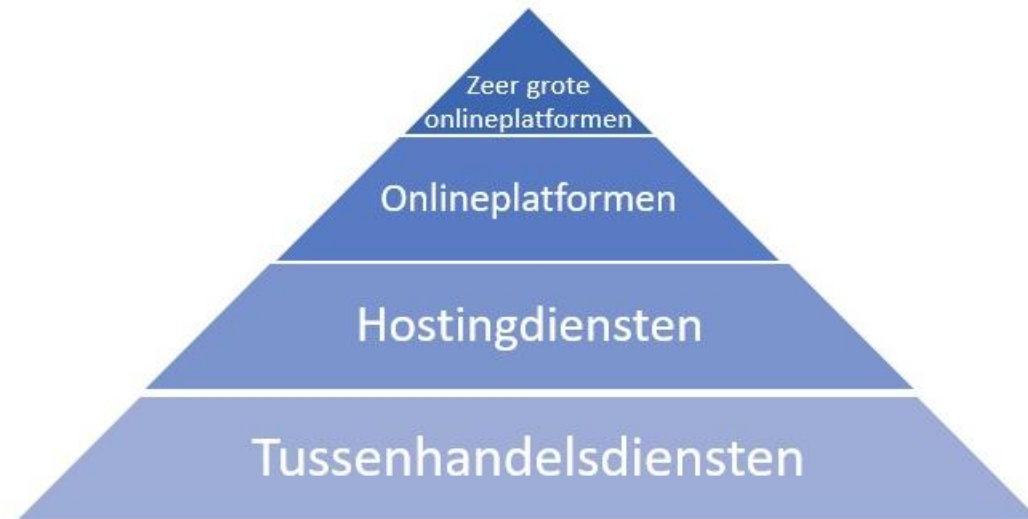 Zeer grote
onlineplatformen
Onlineplatformen
Hostingdiensten
Tussenhandelsdiensten